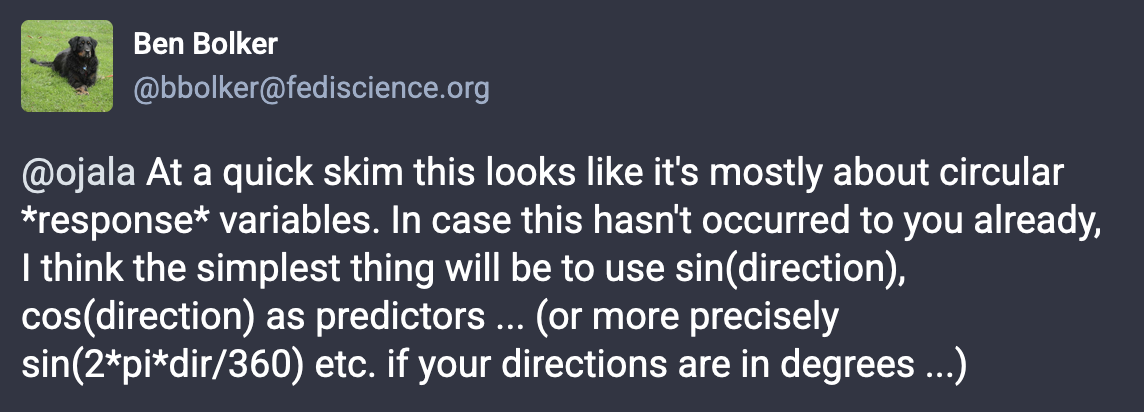 Ben Bolker
@bbolker@fediscience.org
@ojala At a quick skim this looks like it's mostly about circular
*response* variables. In case this hasn't occurred to you already,
I think the simplest thing will be to use sin(direction),
cos(direction) as predictors ... (or more precisely
sin(2*pi*dir/360) etc. if your directions are in degrees ...)